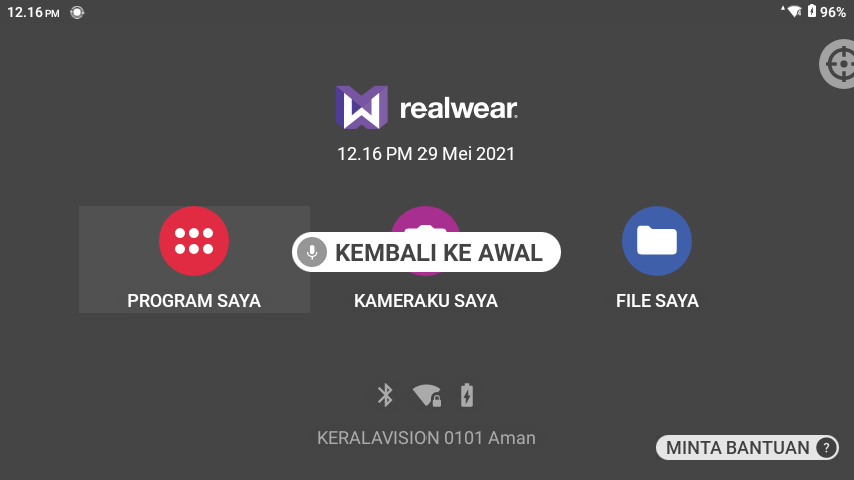 12.16 PM
96%
realwear
12.16 PM 29 Mei 2021
KEMBALI KE AWAL
PROGRAM SAYA
KAMERAKU SAYA
FILE SAYA
KERALAVISION 0101 Aman
MINTA BANTUAN ?